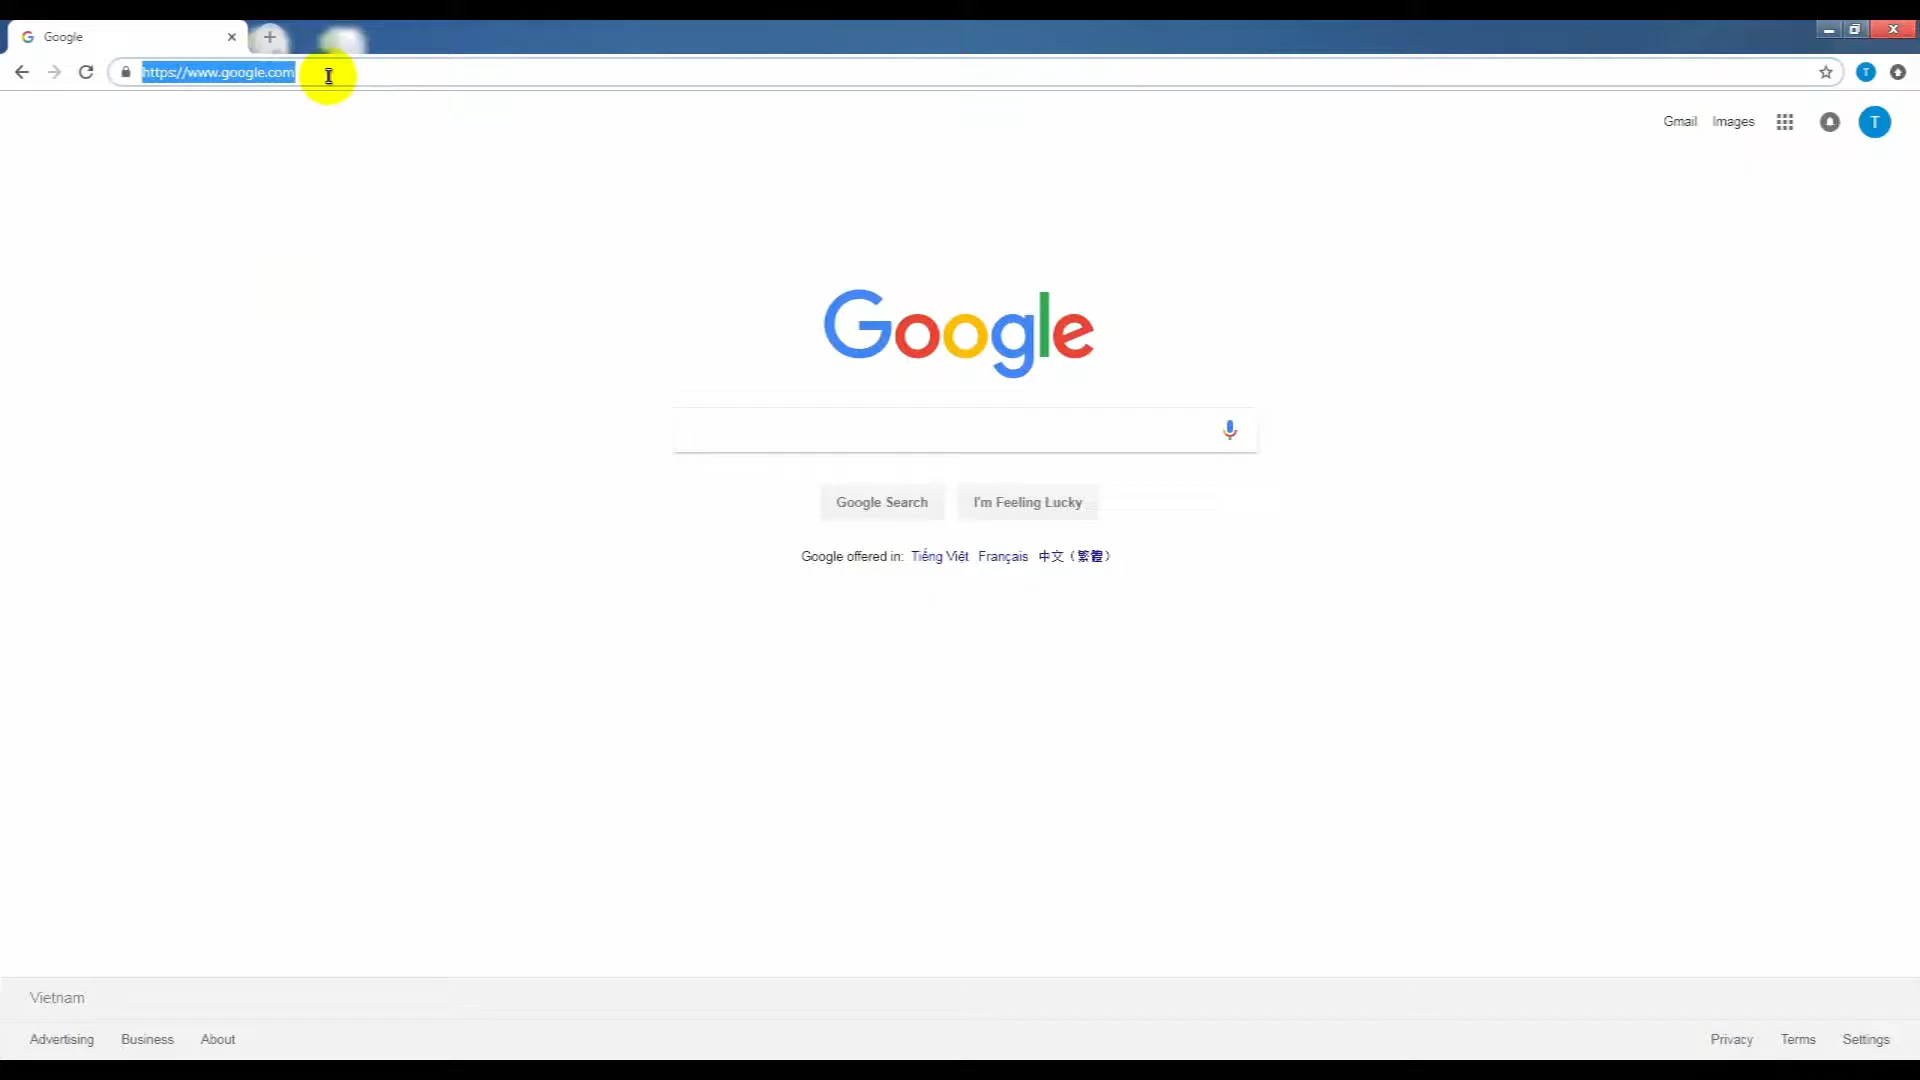 Google
https://www.google.com
T
Gmail Images T
Google
Google Search I'm Feeling Lucky
Google offered in: Tiếng Việt Français 中文（繁體）
Vietnam
Advertising Business About Privacy Terms Settings